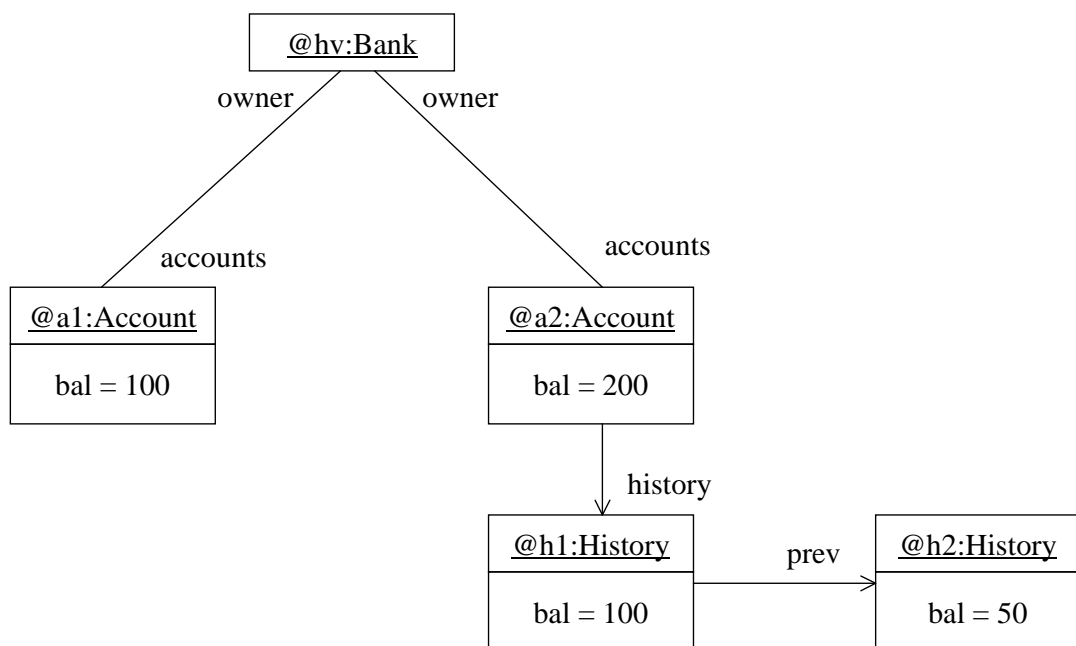 @hv:Bank
owner owner
accounts accounts
@a1:Account @a2:Account
bal = 100 bal = 200
history
@h1:History prev @h2:History
bal = 100 bal = 50